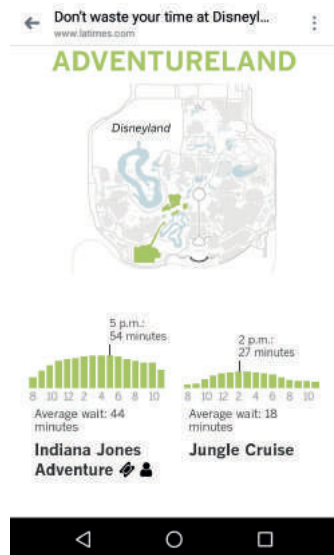 Don't waste your time at Disneyl...
www.latimes.com
ADVENTURELAND
Disneyland
5 p.m.:
54 minutes
8 10 12 2 4 6 8 10
Average wait: 44
minutes
Indiana Jones
Adventure
2 p.m.:
27 minutes
8 10 12 2 4 6 8 10
Average wait: 18
minutes
Jungle Cruise